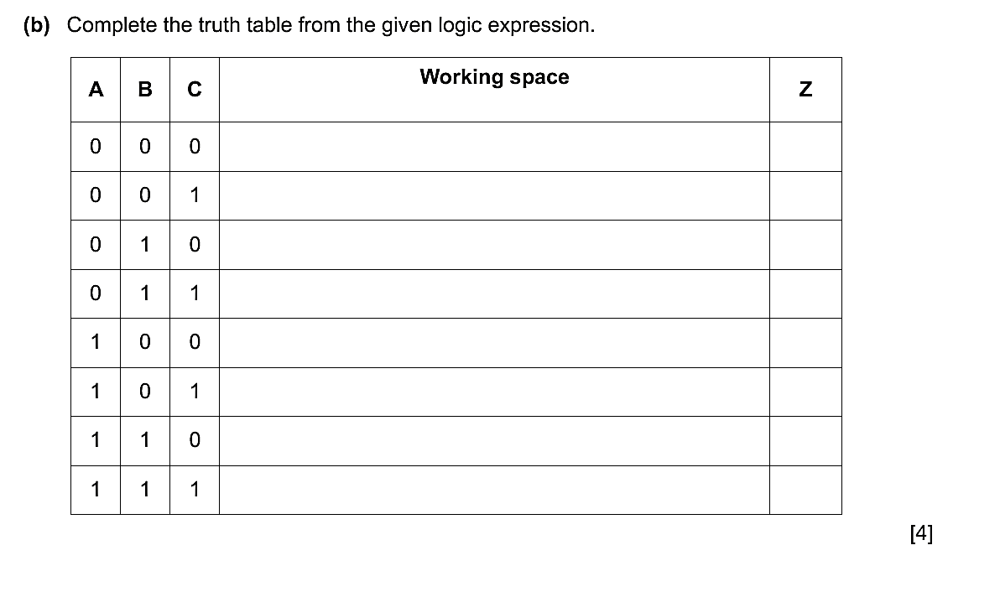 (b) Complete the truth table from the given logic expression.
A B C Working space Z
0 0 0
0 0 1
0 1 0
0 1 1
1 0 0
1 0 1
1 1 0
1 1 1
[4]